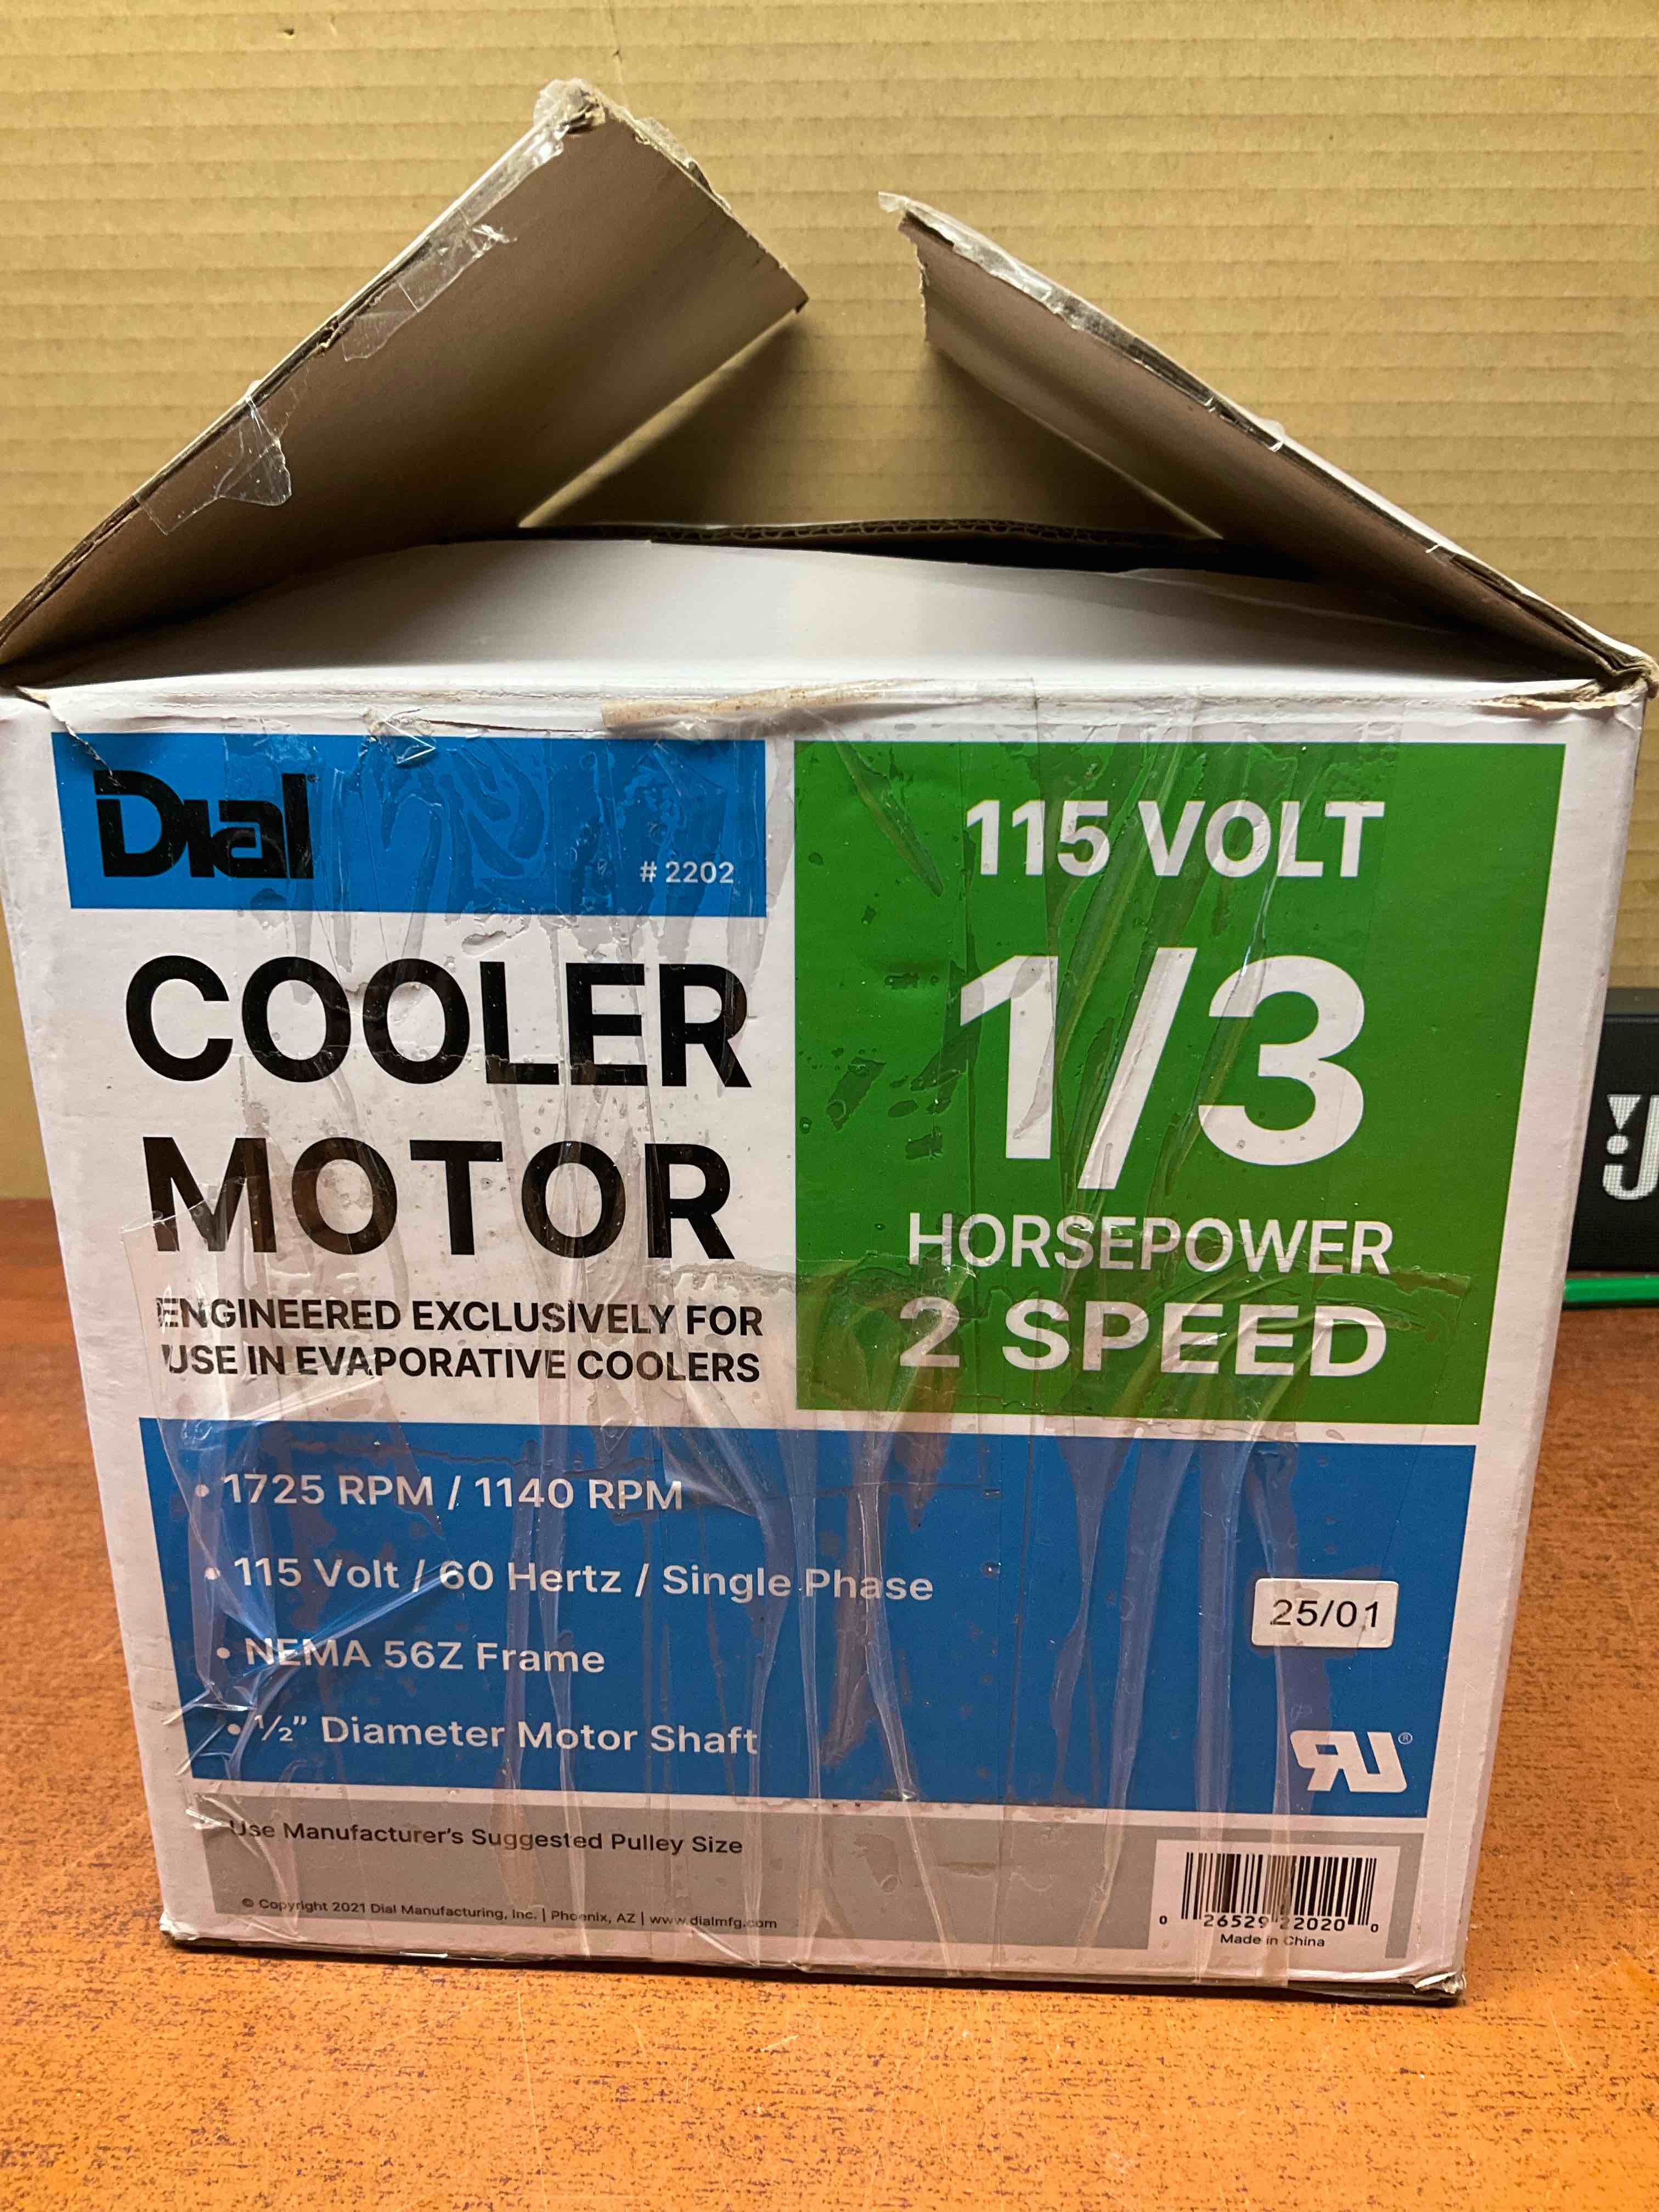 Dial
# 2202
COOLER
MOTOR
ENGINEERED EXCLUSIVELY FOR
USE IN EVAPORATIVE COOLERS
115 VOLT
1/3
HORSEPOWER
2 SPEED
• 1725 RPM / 1140 RPM
• 115 Volt / 60 Hertz / Single Phase
• NEMA 56Z Frame
• ½” Diameter Motor Shaft
25/01
RU®
Use Manufacturer's Suggested Pulley Size
© Copyright 2021 Dial Manufacturing, Inc. | Phoenix, AZ | www.dialmfg.com
0 26529 22020 0
Made in China